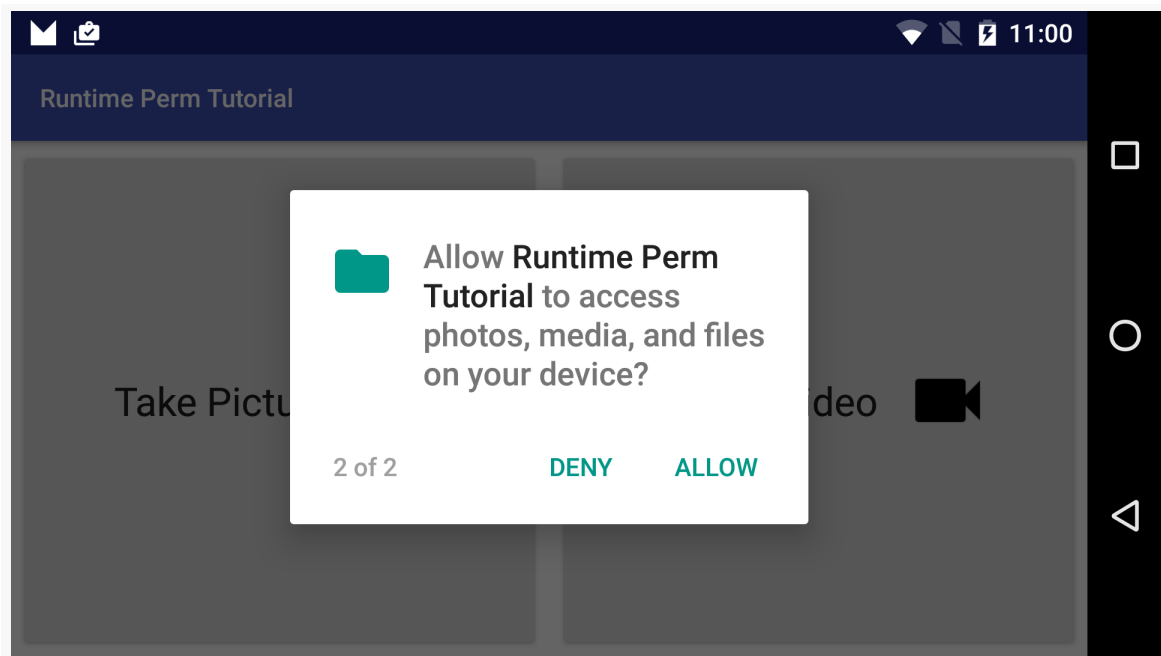 11:00
Runtime Perm Tutorial
Allow Runtime Perm
Tutorial to access
photos, media, and files
on your device?
Take Pictu
deo
2 of 2 DENY ALLOW